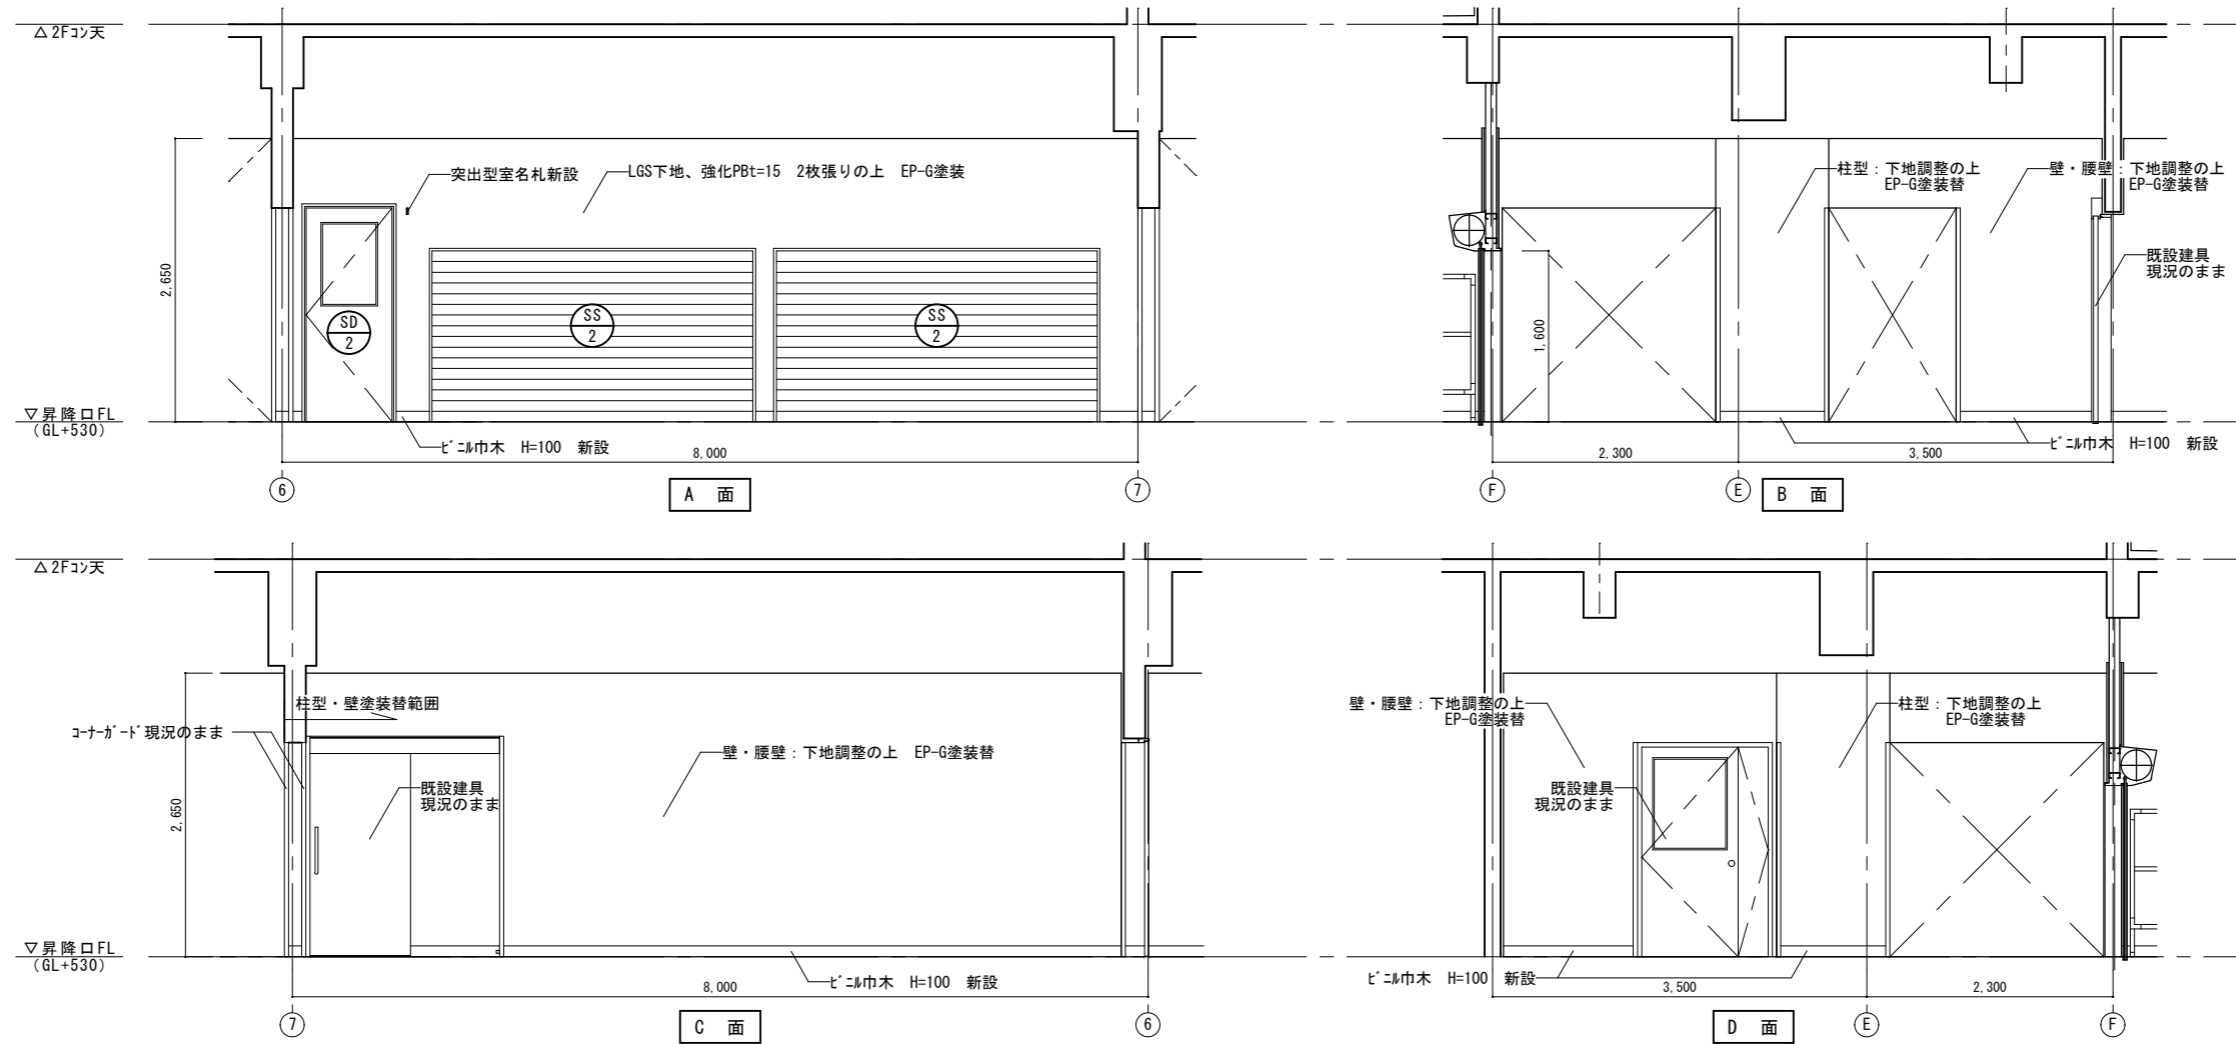 △2Fコン天
2,650
突出型室名札新設
LGS下地、強化PBt=15 2枚張りの上 EP-G塗装
SD
2
SS
2
SS
2
▽昇降口FL
(GL+530)
ビニル巾木 H=100 新設
8,000
6
7
A 面
柱型：下地調整の上
EP-G塗装替
壁・腰壁：下地調整の上
EP-G塗装替
既設建具
現況のまま
1,600
ビニル巾木 H=100 新設
2,300
3,500
F
E
B 面
△2Fコン天
2,650
柱型・壁塗装替範囲
コーナーガード現況のまま
既設建具
現況のまま
壁・腰壁：下地調整の上 EP-G塗装替
▽昇降口FL
(GL+530)
ビニル巾木 H=100 新設
8,000
7
6
C 面
壁・腰壁：下地調整の上
EP-G塗装替
柱型：下地調整の上
EP-G塗装替
既設建具
現況のまま
ビニル巾木 H=100 新設
3,500
2,300
D 面
E
F